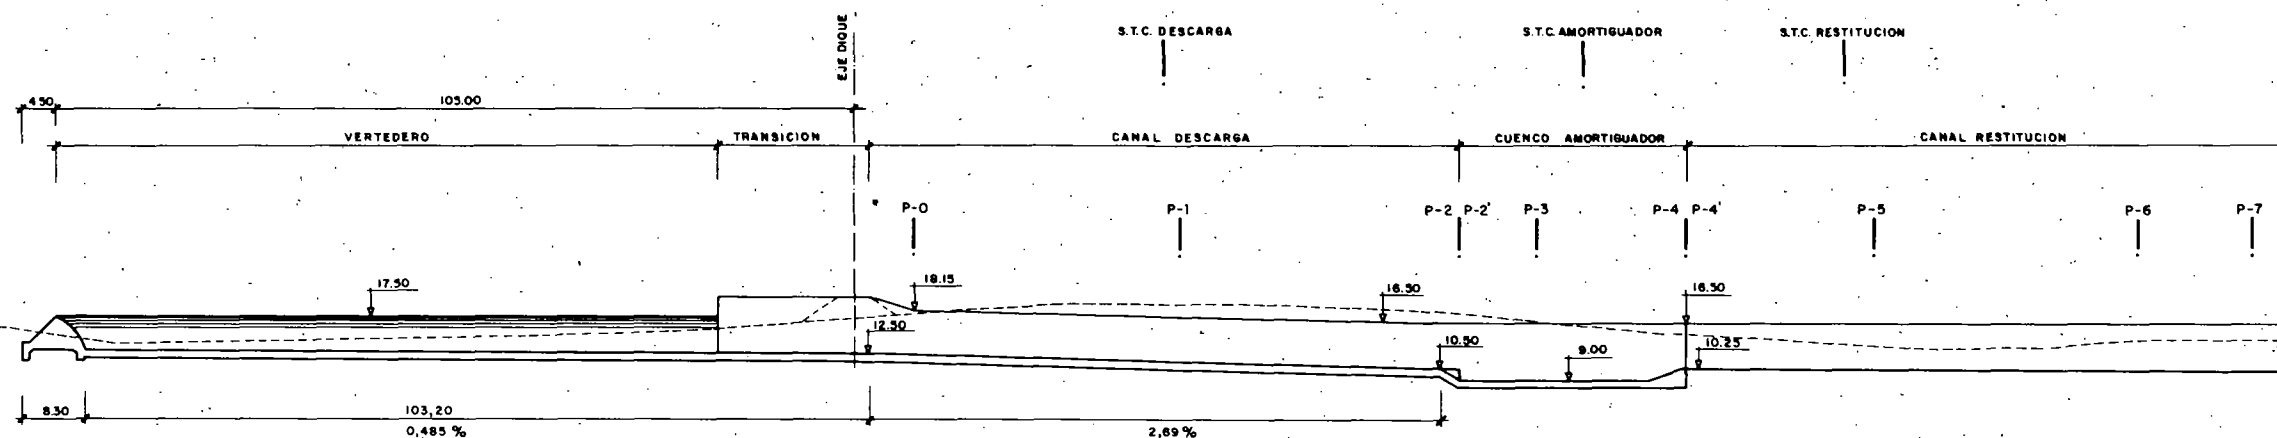 EJE DIQUE
S.T.C. DESCARGA
S.T.C. AMORTIGUADOR
S.T.C. RESTITUCION
4.50
105.00
VERTEDERO
TRANSICION
CANAL DESCARGA
CUENCO AMORTIGUADOR
CANAL RESTITUCION
P-0
P-1
P-2
P-2'
P-3
P-4
P-4'
P-5
P-6
P-7
17.50
18.15
16.50
16.50
12.50
10.50
9.00
10.25
8.30
103,20
0,485 %
2,69 %